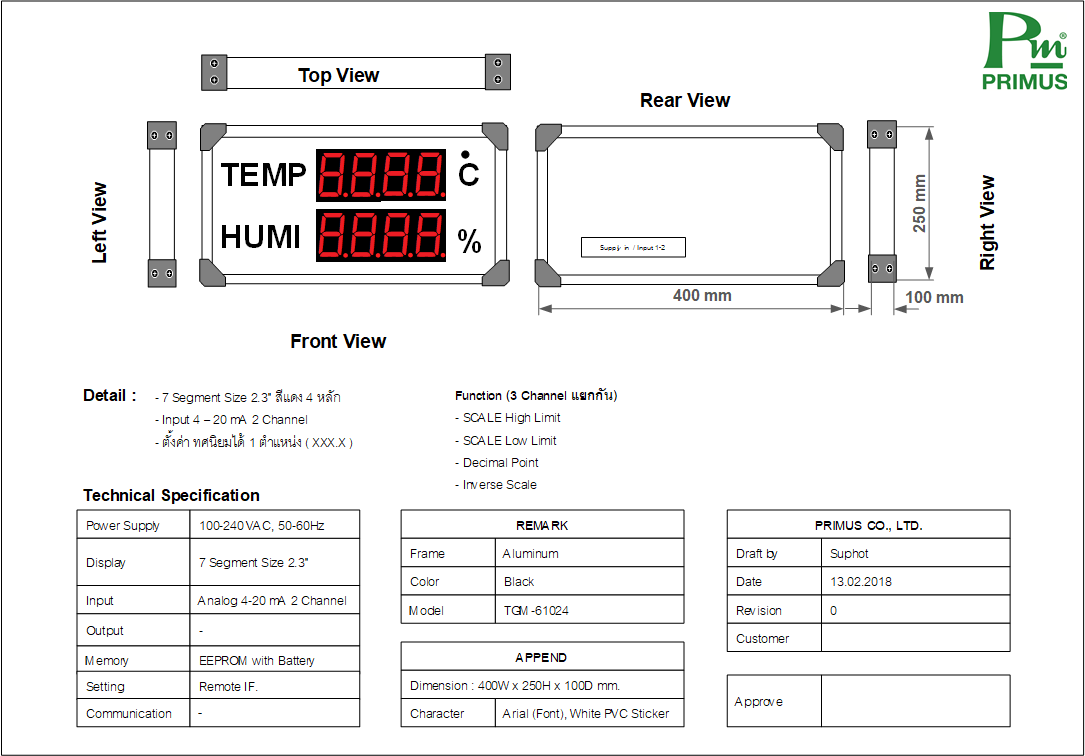 Pm®
PRIMUS
Top View
Rear View
Left View
TEMP 8.8.8.8. °C
HUMI 8.8.8.8. %
Supply in / Input 1-2
250 mm
Right View
400 mm
100 mm
Front View
Detail :
- 7 Segment Size 2.3" สีแดง 4 หลัก
- Input 4 – 20 mA 2 Channel
- ตั้งค่า ทศนิยมได้ 1 ตำแหน่ง ( XXX.X )
Function (3 Channel แยกกัน)
- SCALE High Limit
- SCALE Low Limit
- Decimal Point
- Inverse Scale
Technical Specification
Power Supply 100-240 VAC, 50-60Hz
Display 7 Segment Size 2.3"
Input Analog 4-20 mA 2 Channel
Output -
Memory EEPROM with Battery
Setting Remote IF.
Communication -
REMARK
Frame Aluminum
Color Black
Model TGM-61024
APPEND
Dimension : 400W x 250H x 100D mm.
Character Arial (Font), White PVC Sticker
PRIMUS CO., LTD.
Draft by Suphot
Date 13.02.2018
Revision 0
Customer
Approve